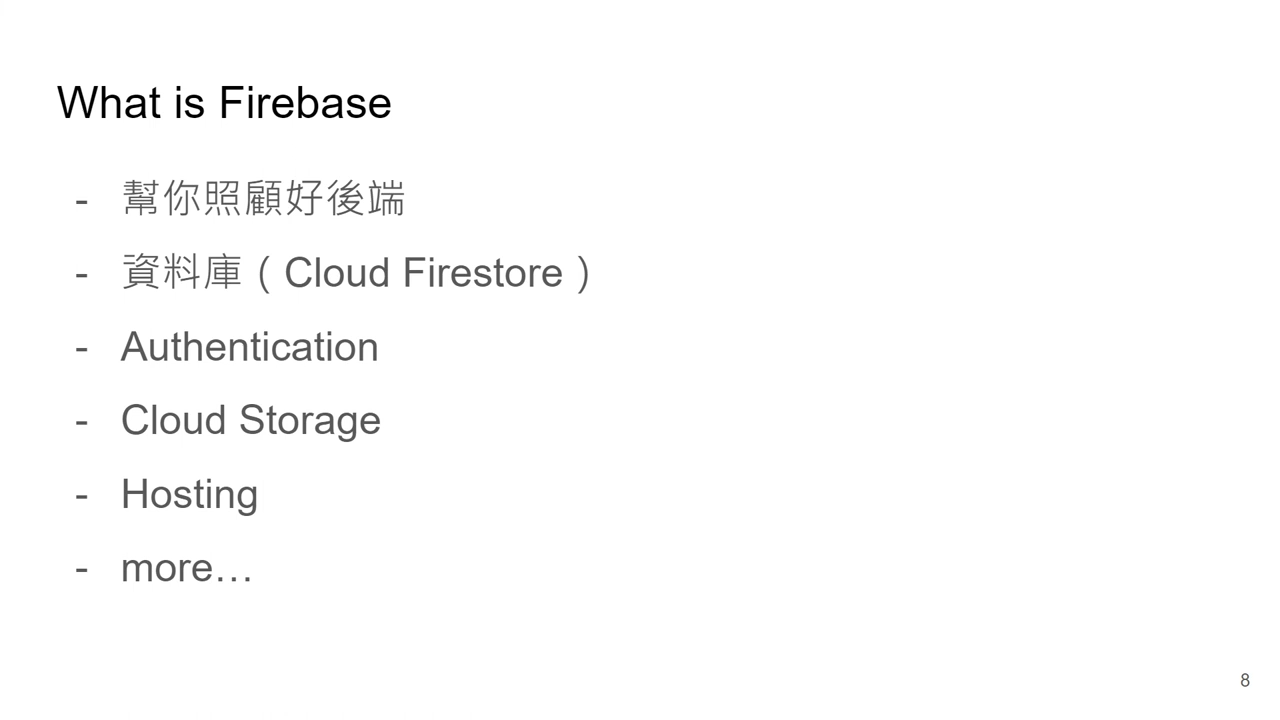 What is Firebase
- 幫你照顧好後端
- 資料庫（Cloud Firestore）
- Authentication
- Cloud Storage
- Hosting
- more…
8